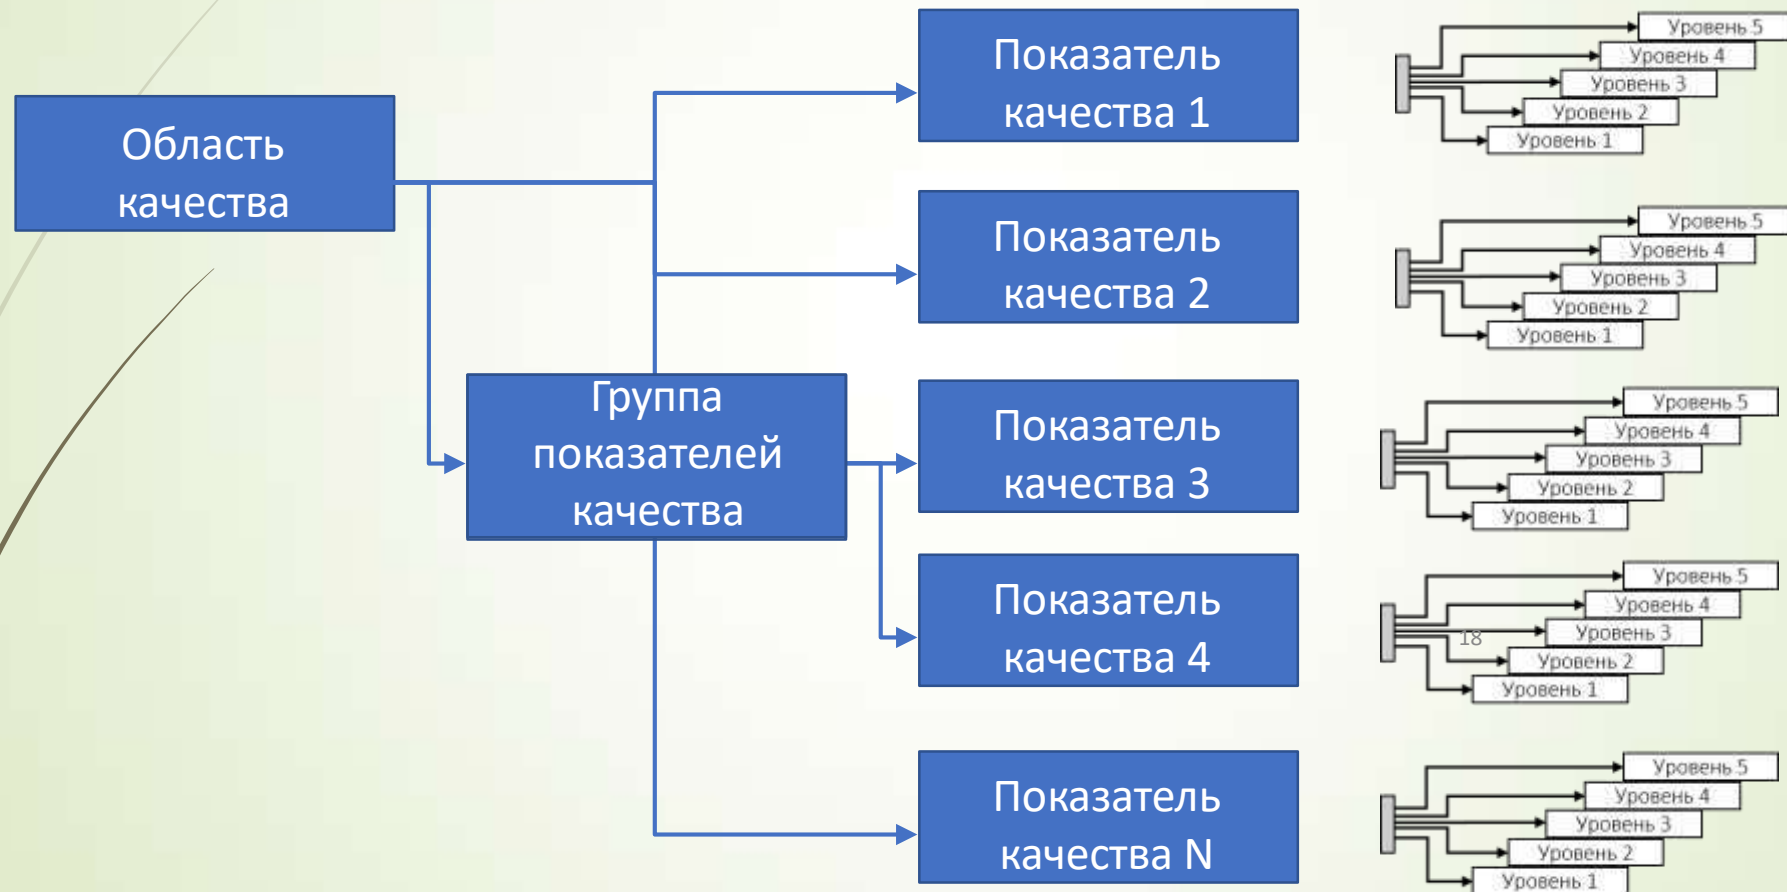 Область
качества
Группа
показателей
качества
Показатель
качества 1
Уровень 5
Уровень 4
Уровень 3
Уровень 2
Уровень 1
Показатель
качества 2
Уровень 5
Уровень 4
Уровень 3
Уровень 2
Уровень 1
Показатель
качества 3
Уровень 5
Уровень 4
Уровень 3
Уровень 2
Уровень 1
Показатель
качества 4
Уровень 5
Уровень 4
Уровень 3
18
Уровень 2
Уровень 1
Показатель
качества N
Уровень 5
Уровень 4
Уровень 3
Уровень 2
Уровень 1